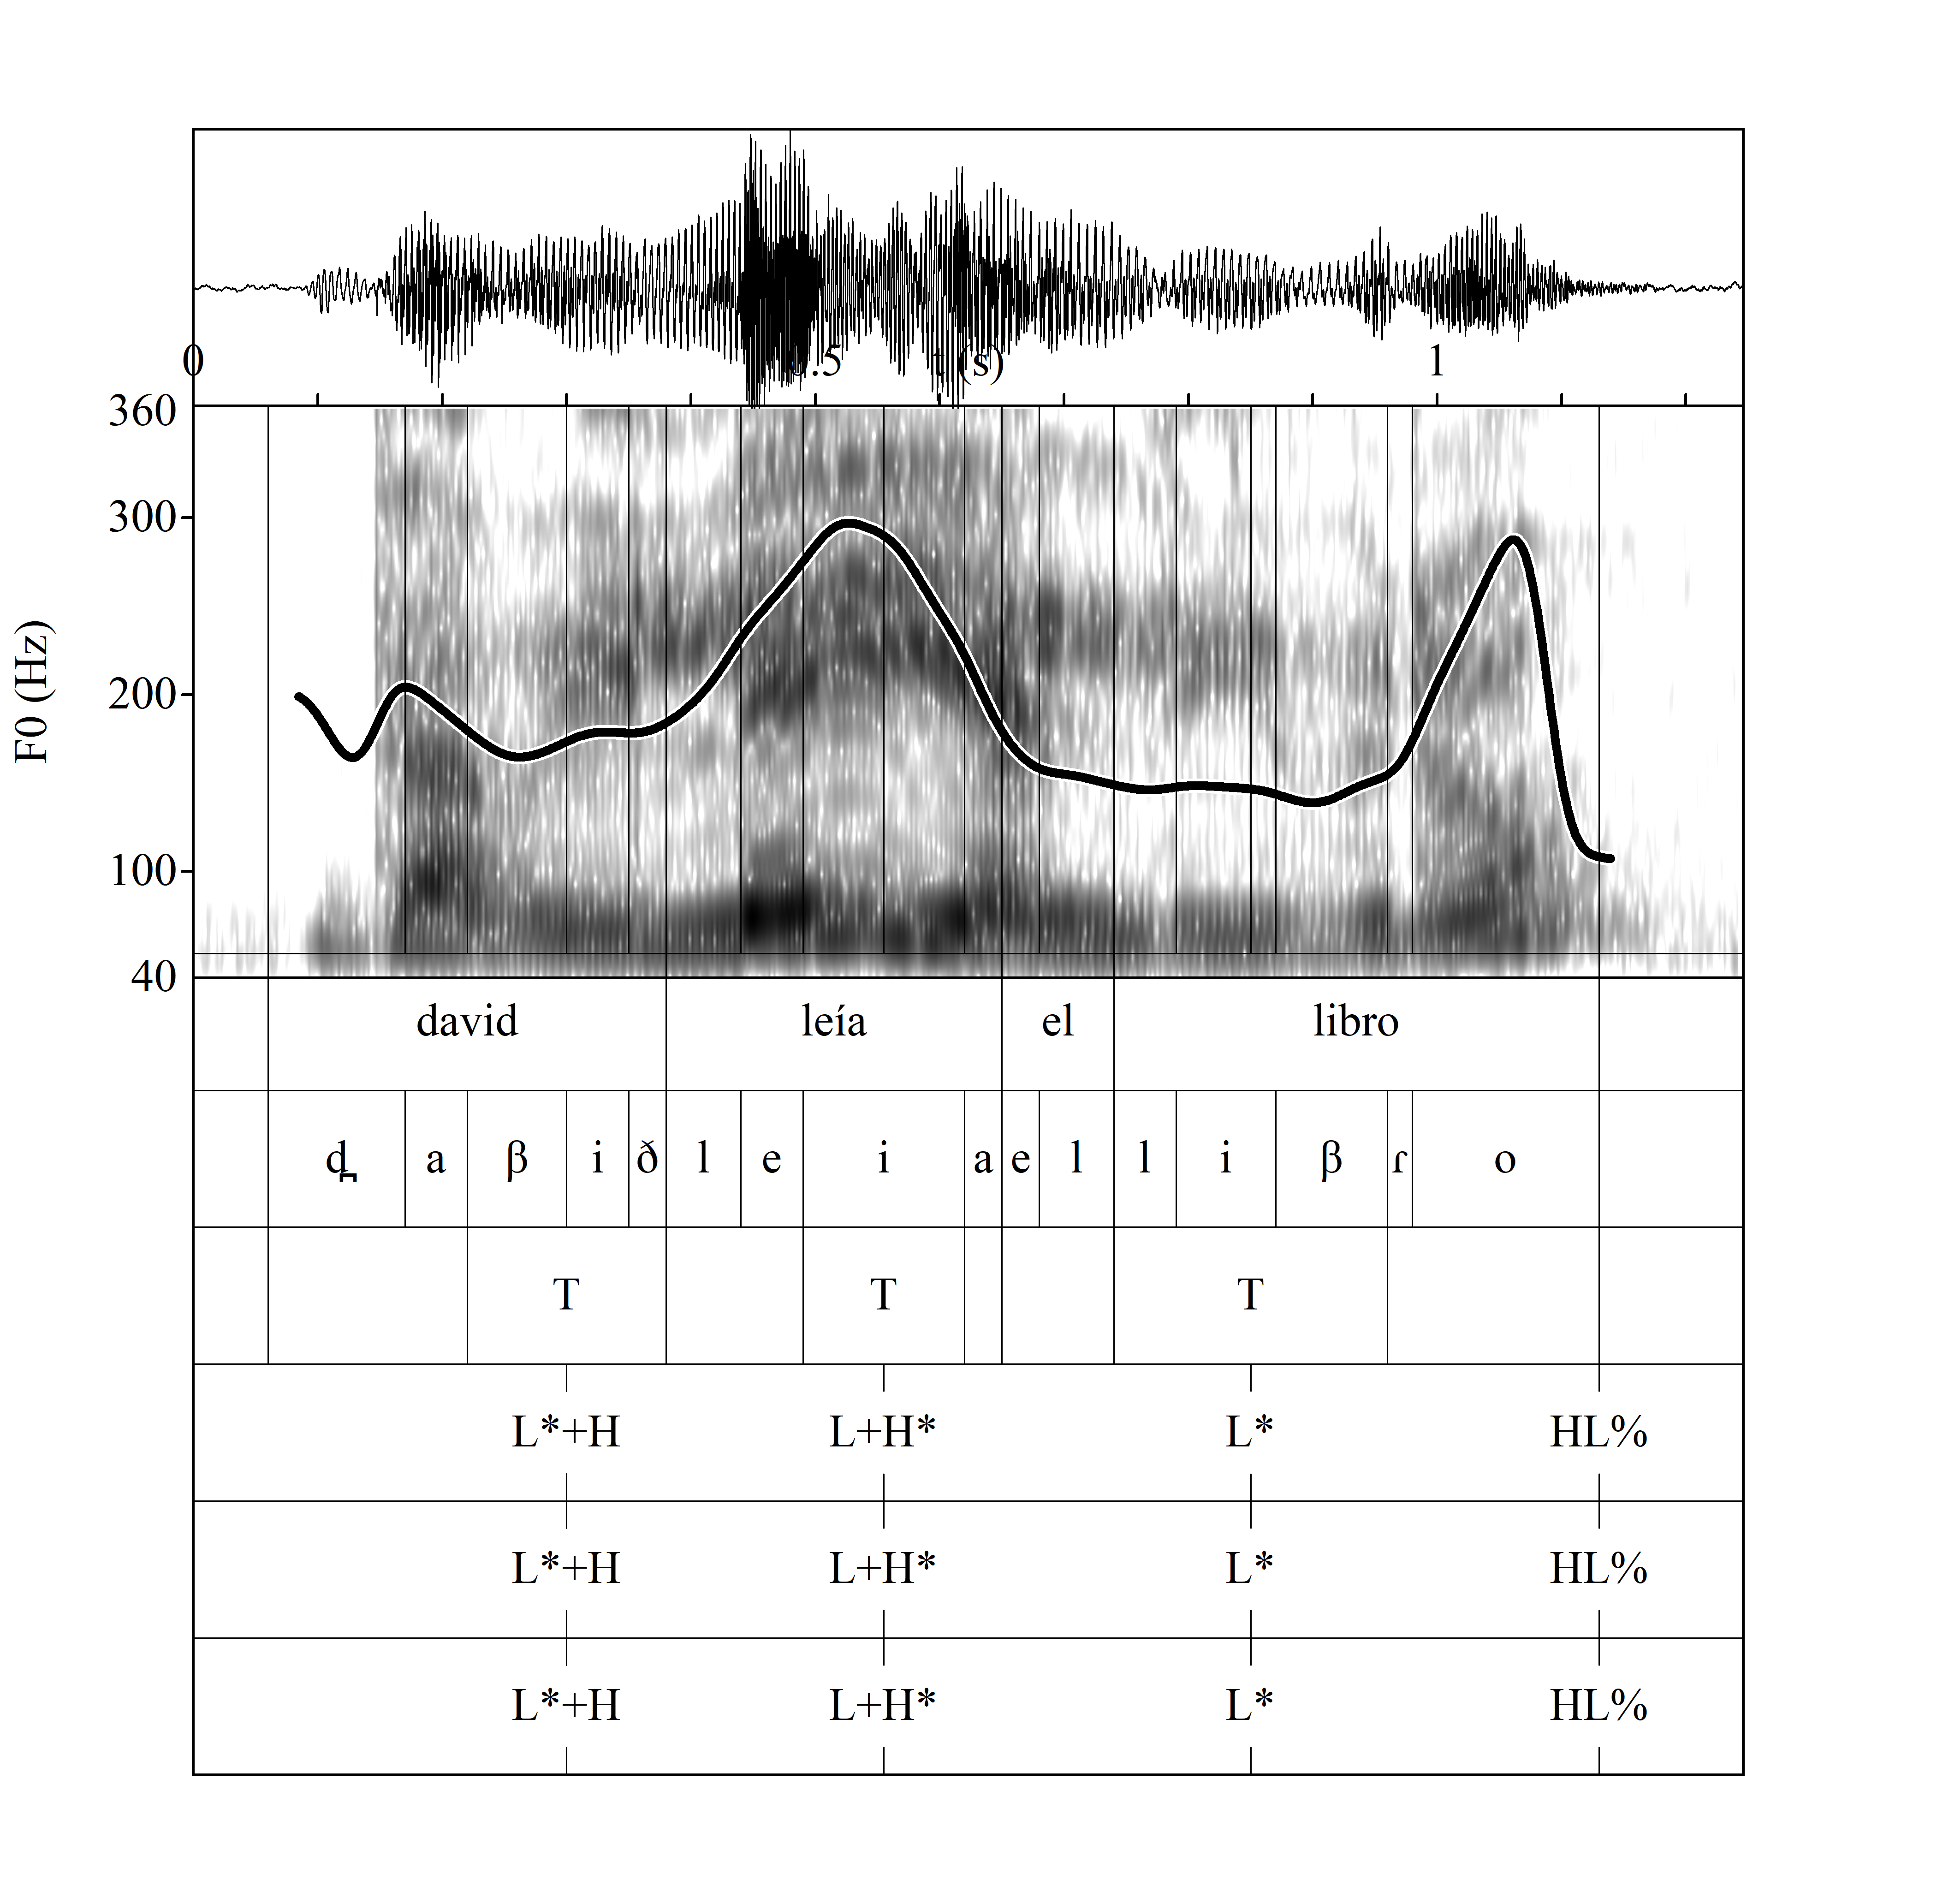 0 0.5 t (s) 1
360
300
200
100
40
F0 (Hz)
david leía el libro
d̪ a β i ð l e i a e l l i β ɾ o
T T T
L*+H L+H* L* HL%
L*+H L+H* L* HL%
L*+H L+H* L* HL%